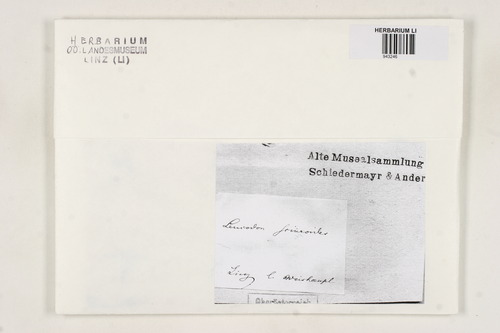 HERBARIUM
OÖ. LANDESMUSEUM
LINZ (LI)
HERBARIUM LI
943246
Alte Musealsammlung
Schiedermayr & Ander
Leucodon sciuroides
Linz